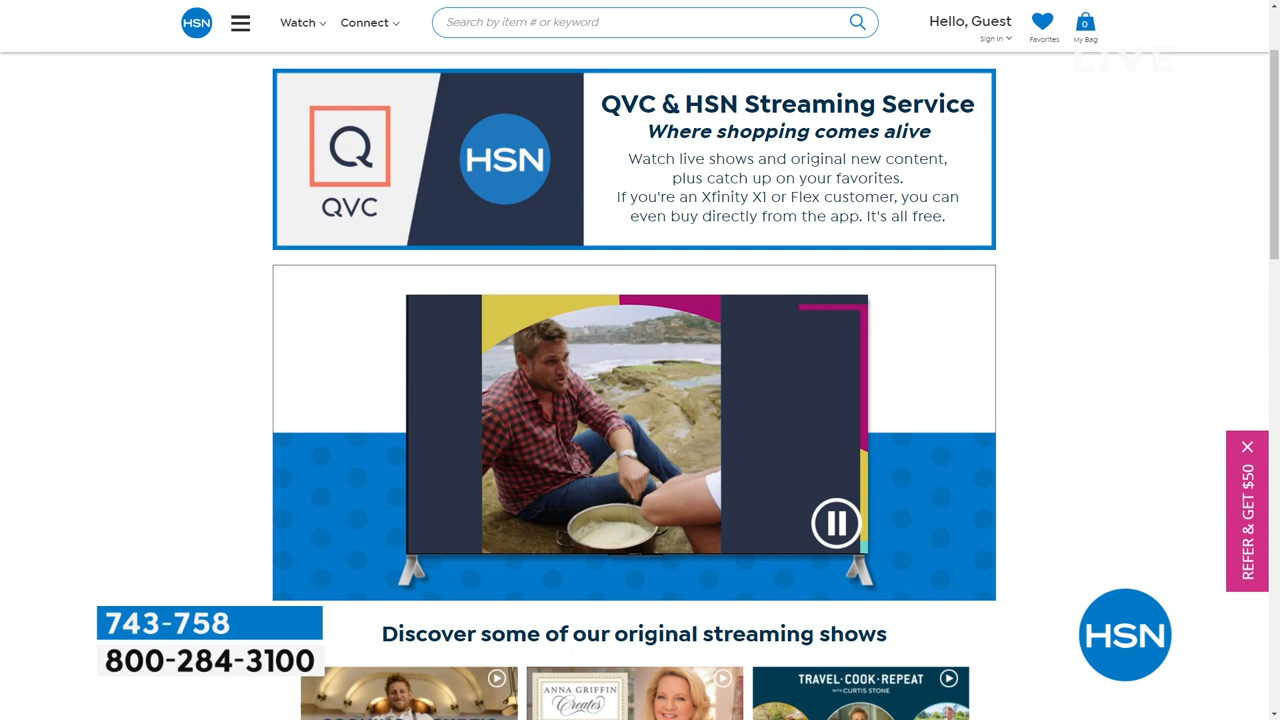 HSN
Watch
Connect
Search by item # or keyword
Hello, Guest
Sign In
Favorites
0
My Bag
LIVE
QVC
HSN
QVC & HSN Streaming Service
Where shopping comes alive
Watch live shows and original new content,
plus catch up on your favorites.
If you're an Xfinity X1 or Flex customer, you can
even buy directly from the app. It's all free.
REFER & GET $50
743-758
800-284-3100
HSN
Discover some of our original streaming shows
ANNA GRIFFIN
Creates
TRAVEL·COOK·REPEAT
WITH CURTIS STONE